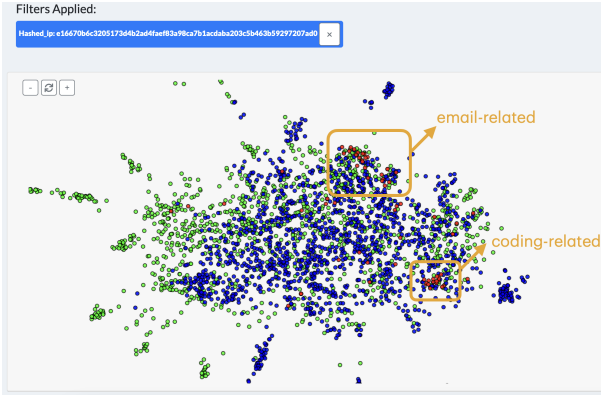 Filters Applied:
Hashed_ip: e16670b6c3205173d4b2ad4faef83a98ca7b1acdaba203c5b463b59297207ad0 ×
- +
email-related
coding-related